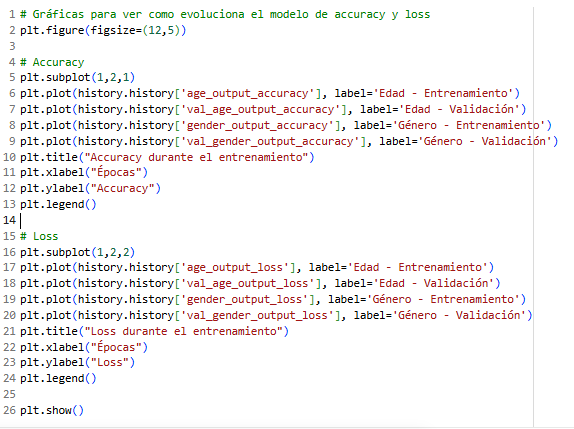 1 # Gráficas para ver como evoluciona el modelo de accuracy y loss
2 plt.figure(figsize=(12,5))
3
4 # Accuracy
5 plt.subplot(1,2,1)
6 plt.plot(history.history['age_output_accuracy'], label='Edad - Entrenamiento')
7 plt.plot(history.history['val_age_output_accuracy'], label='Edad - Validación')
8 plt.plot(history.history['gender_output_accuracy'], label='Género - Entrenamiento')
9 plt.plot(history.history['val_gender_output_accuracy'], label='Género - Validación')
10 plt.title("Accuracy durante el entrenamiento")
11 plt.xlabel("Épocas")
12 plt.ylabel("Accuracy")
13 plt.legend()
14
15 # Loss
16 plt.subplot(1,2,2)
17 plt.plot(history.history['age_output_loss'], label='Edad - Entrenamiento')
18 plt.plot(history.history['val_age_output_loss'], label='Edad - Validación')
19 plt.plot(history.history['gender_output_loss'], label='Género - Entrenamiento')
20 plt.plot(history.history['val_gender_output_loss'], label='Género - Validación')
21 plt.title("Loss durante el entrenamiento")
22 plt.xlabel("Épocas")
23 plt.ylabel("Loss")
24 plt.legend()
25
26 plt.show()